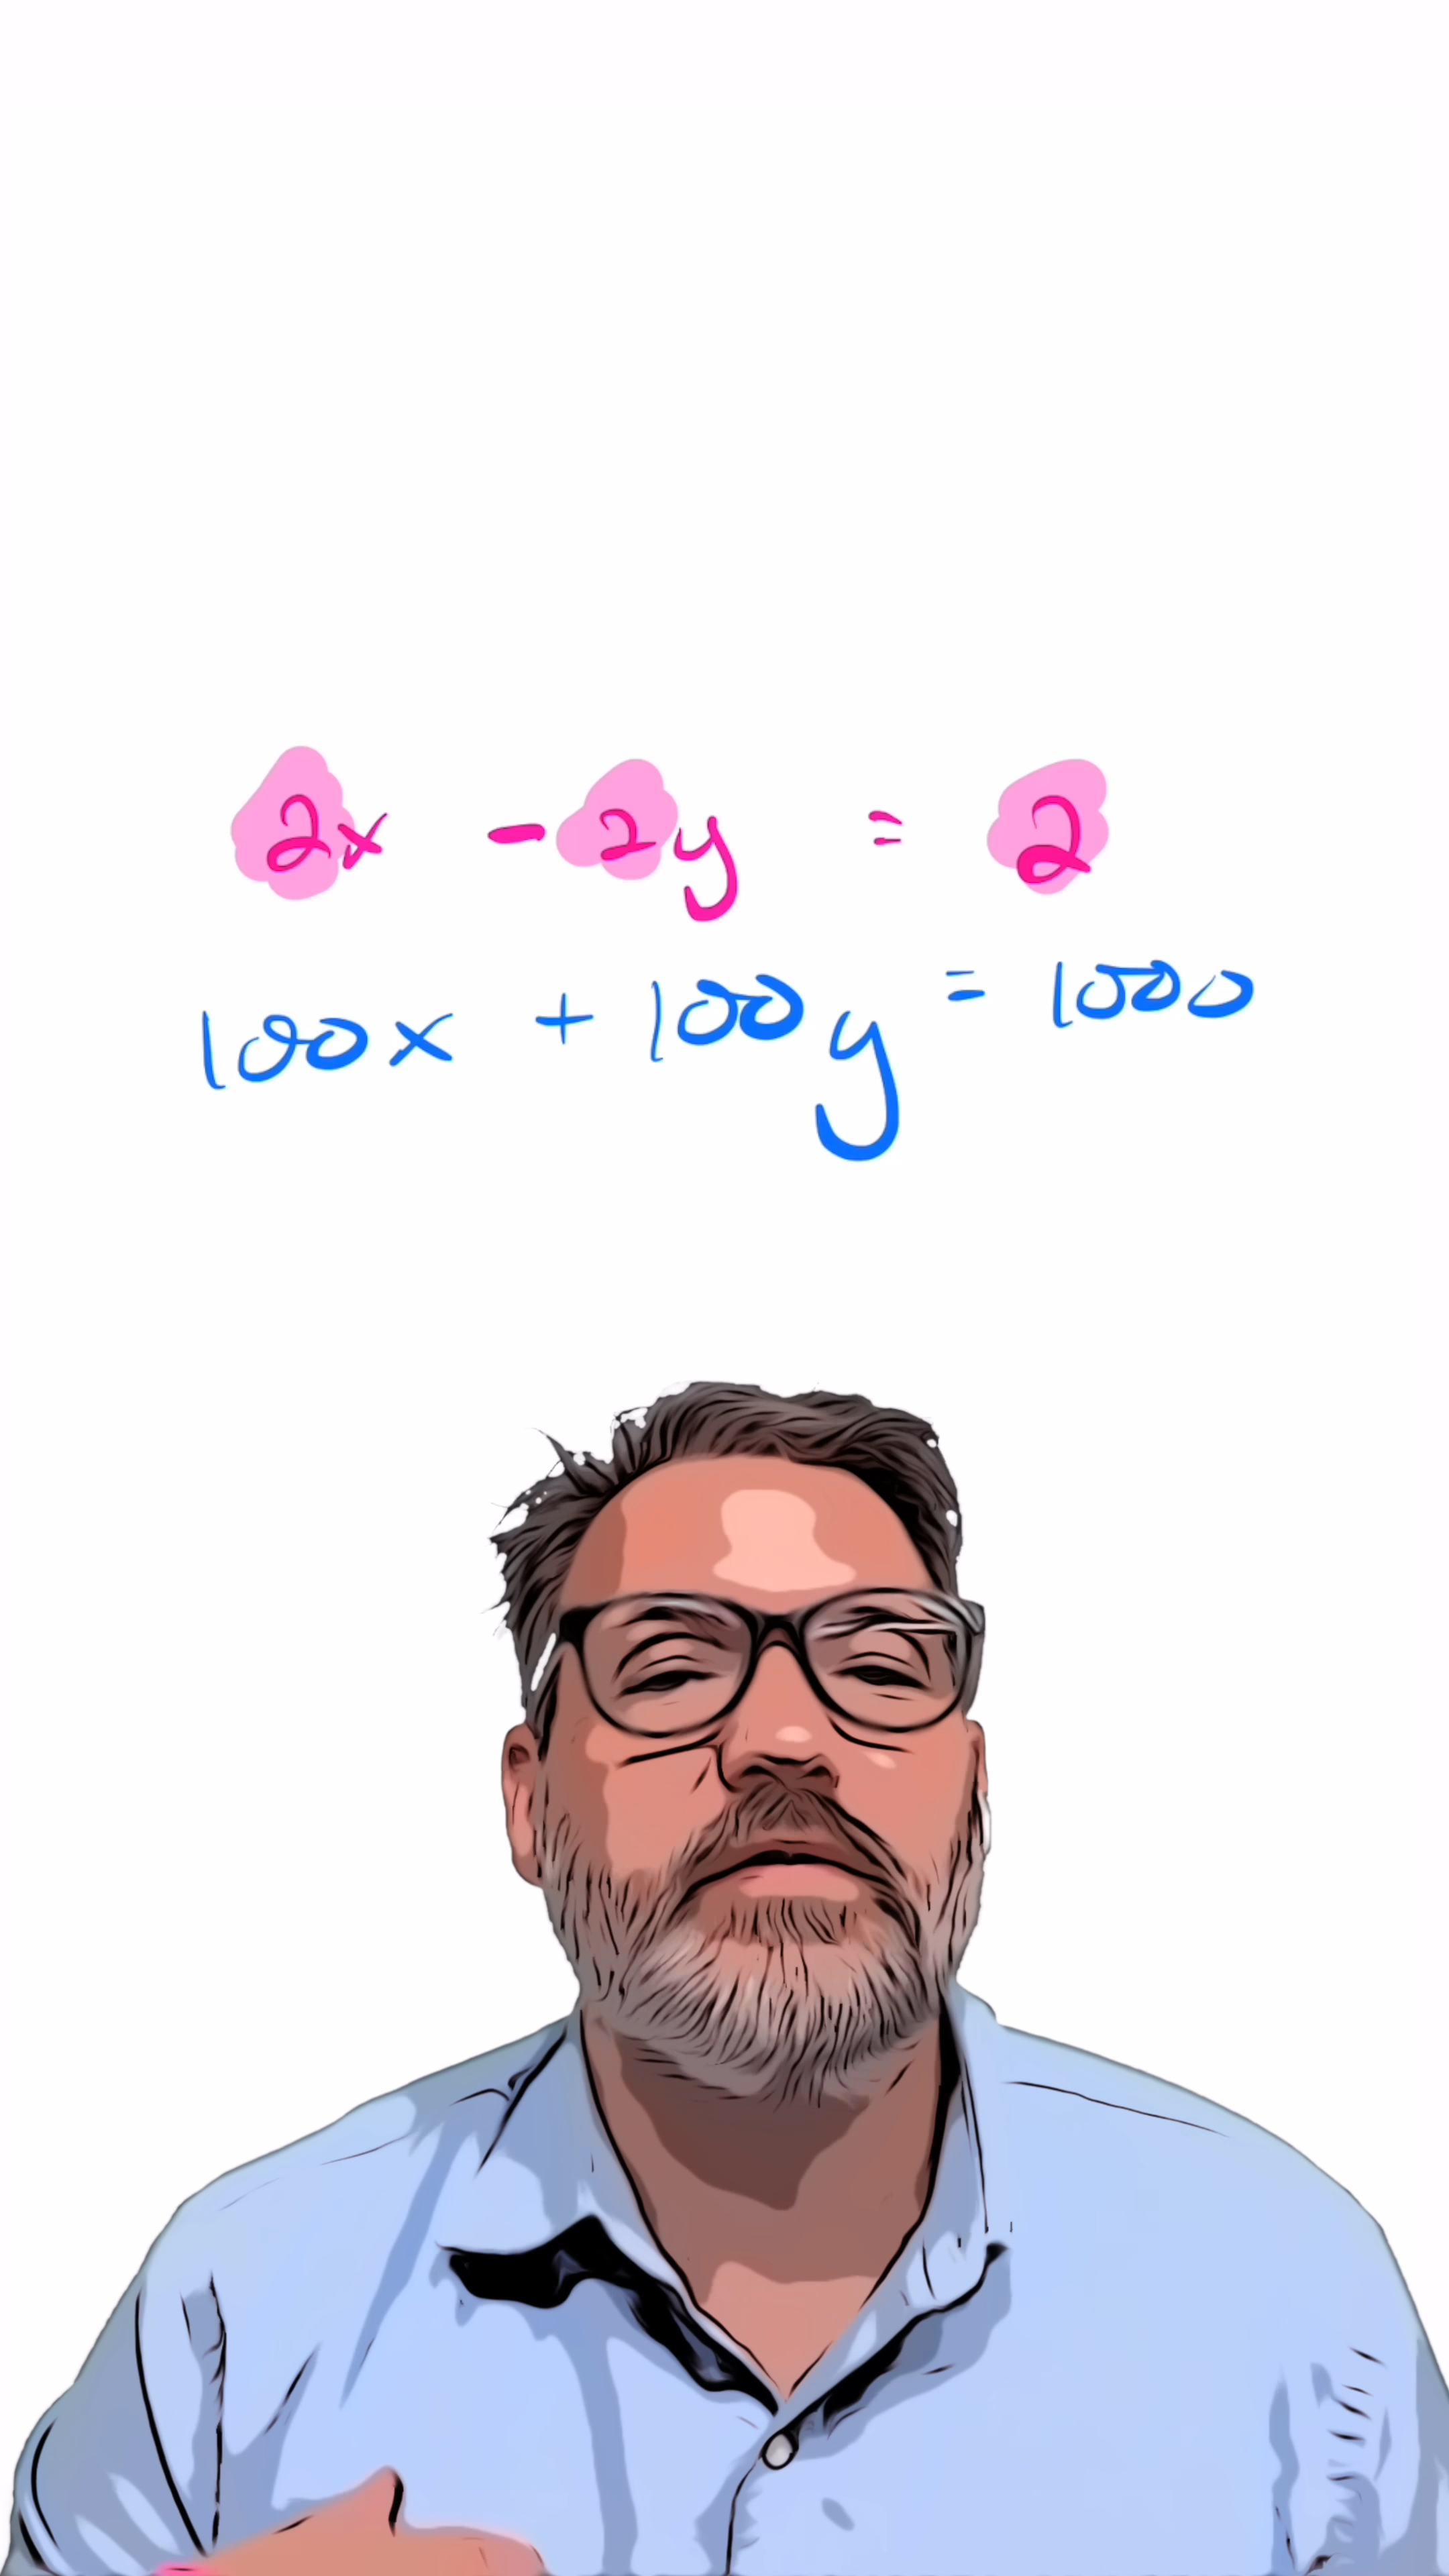 2x - 2y = 2
100x + 100y = 1000